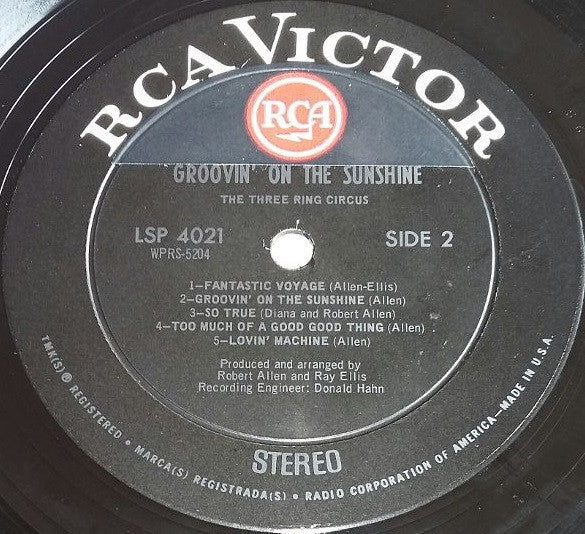 RCA VICTOR
RCA
GROOVIN' ON THE SUNSHINE
THE THREE RING CIRCUS
LSP 4021
WPRS-5204
SIDE 2
1—FANTASTIC VOYAGE (Allen-Ellis)
2—GROOVIN' ON THE SUNSHINE (Allen)
3—SO TRUE (Diana and Robert Allen)
4—TOO MUCH OF A GOOD GOOD THING (Allen)
5—LOVIN' MACHINE (Allen)
Produced and arranged by
Robert Allen and Ray Ellis
Recording Engineer: Donald Hahn
STEREO
TMK(S) ® REGISTERED • MARCA(S) REGISTRADA(S) • RADIO CORPORATION OF AMERICA—MADE IN U.S.A.